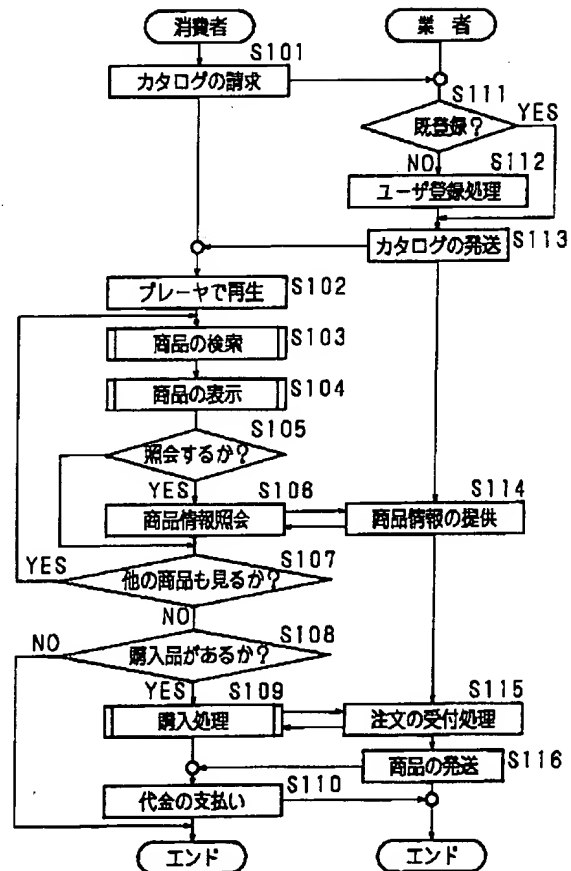 消費者
業者
S101
カタログの請求
S111
既登録?
YES
NO
S112
ユーザ登録処理
カタログの発送
S113
プレーヤで再生
S102
商品の検索
S103
商品の表示
S104
S105
照会するか?
YES
S106
商品情報照会
S114
商品情報の提供
YES
S107
他の商品も見るか?
NO
NO
S108
購入品があるか?
YES
S109
購入処理
S115
注文の受付処理
商品の発送
S116
S110
代金の支払い
エンド
エンド